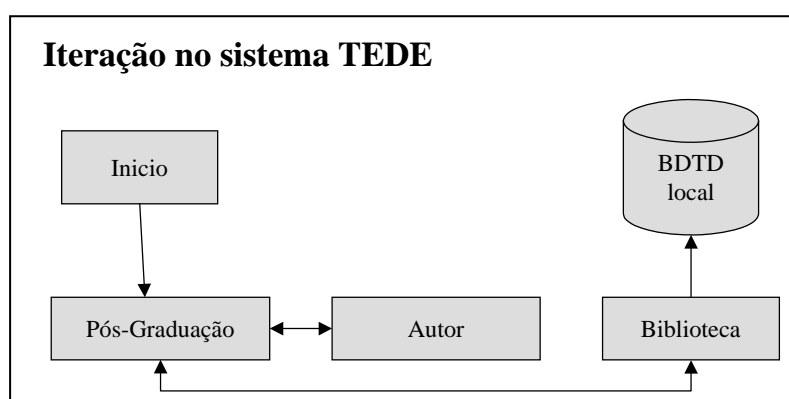 Iteração no sistema TEDE
Inicio
BDTD
local
Pós-Graduação
Autor
Biblioteca